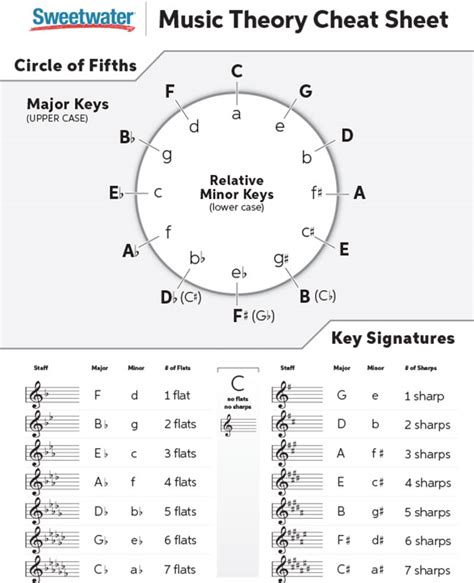 Sweetwater®
Music Theory Cheat Sheet
Circle of Fifths
Major Keys
(UPPER CASE)
C
G
D
A
E
B (C♭)
F♯ (G♭)
D♭ (C♯)
A♭
E♭
B♭
F
a
e
b
f♯
c♯
g♯
e♭
b♭
f
c
g
d
Relative
Minor Keys
(lower case)
Key Signatures
Staff Major Minor # of Flats
F d 1 flat
B♭ g 2 flats
E♭ c 3 flats
A♭ f 4 flats
D♭ b♭ 5 flats
G♭ e♭ 6 flats
C♭ a♭ 7 flats
C
no flats
no sharps
Staff Major Minor # of Sharps
G e 1 sharp
D b 2 sharps
A f♯ 3 sharps
E c♯ 4 sharps
B g♯ 5 sharps
F♯ d♯ 6 sharps
C♯ a♯ 7 sharps